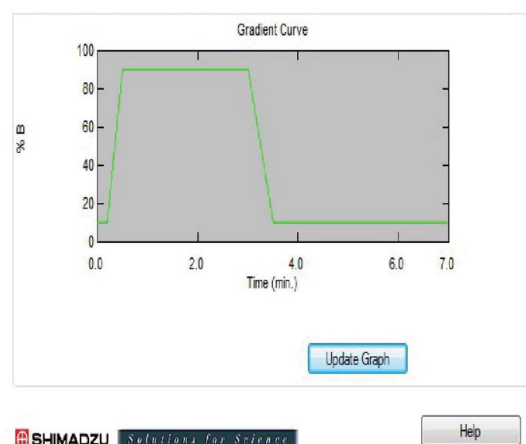 Gradient Curve
100
80
60
40
20
0
% B
0.0 2.0 4.0 6.0 7.0
Time (min.)
Update Graph
SHIMADZU Solutions for Science
Help